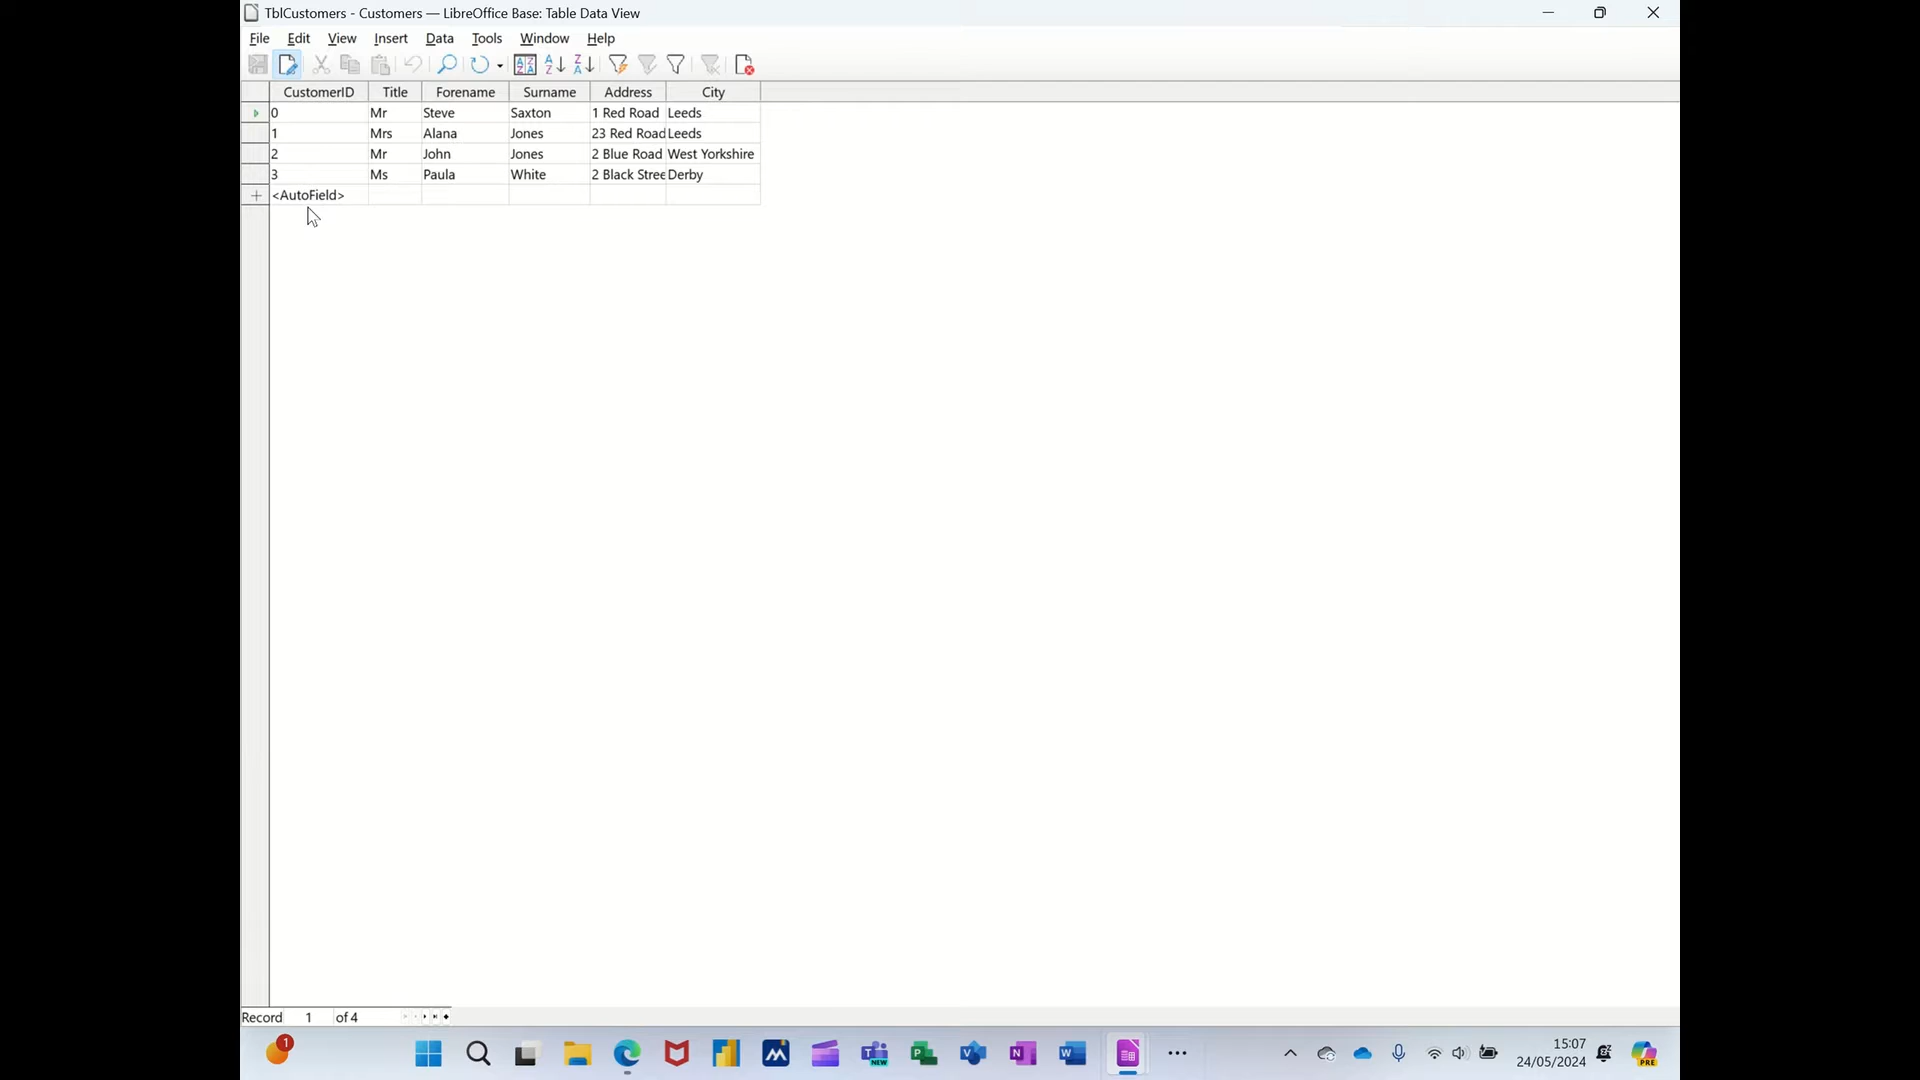 TblCustomers - Customers — LibreOffice Base: Table Data View
File Edit View Insert Data Tools Window Help
CustomerID Title Forename Surname Address City
0 Mr Steve Saxton 1 Red Road Leeds
1 Mrs Alana Jones 23 Red Road Leeds
2 Mr John Jones 2 Blue Road West Yorkshire
3 Ms Paula White 2 Black Stree Derby
<AutoField>
Record 1 of 4
1
NEW
15:07
24/05/2024
PRE